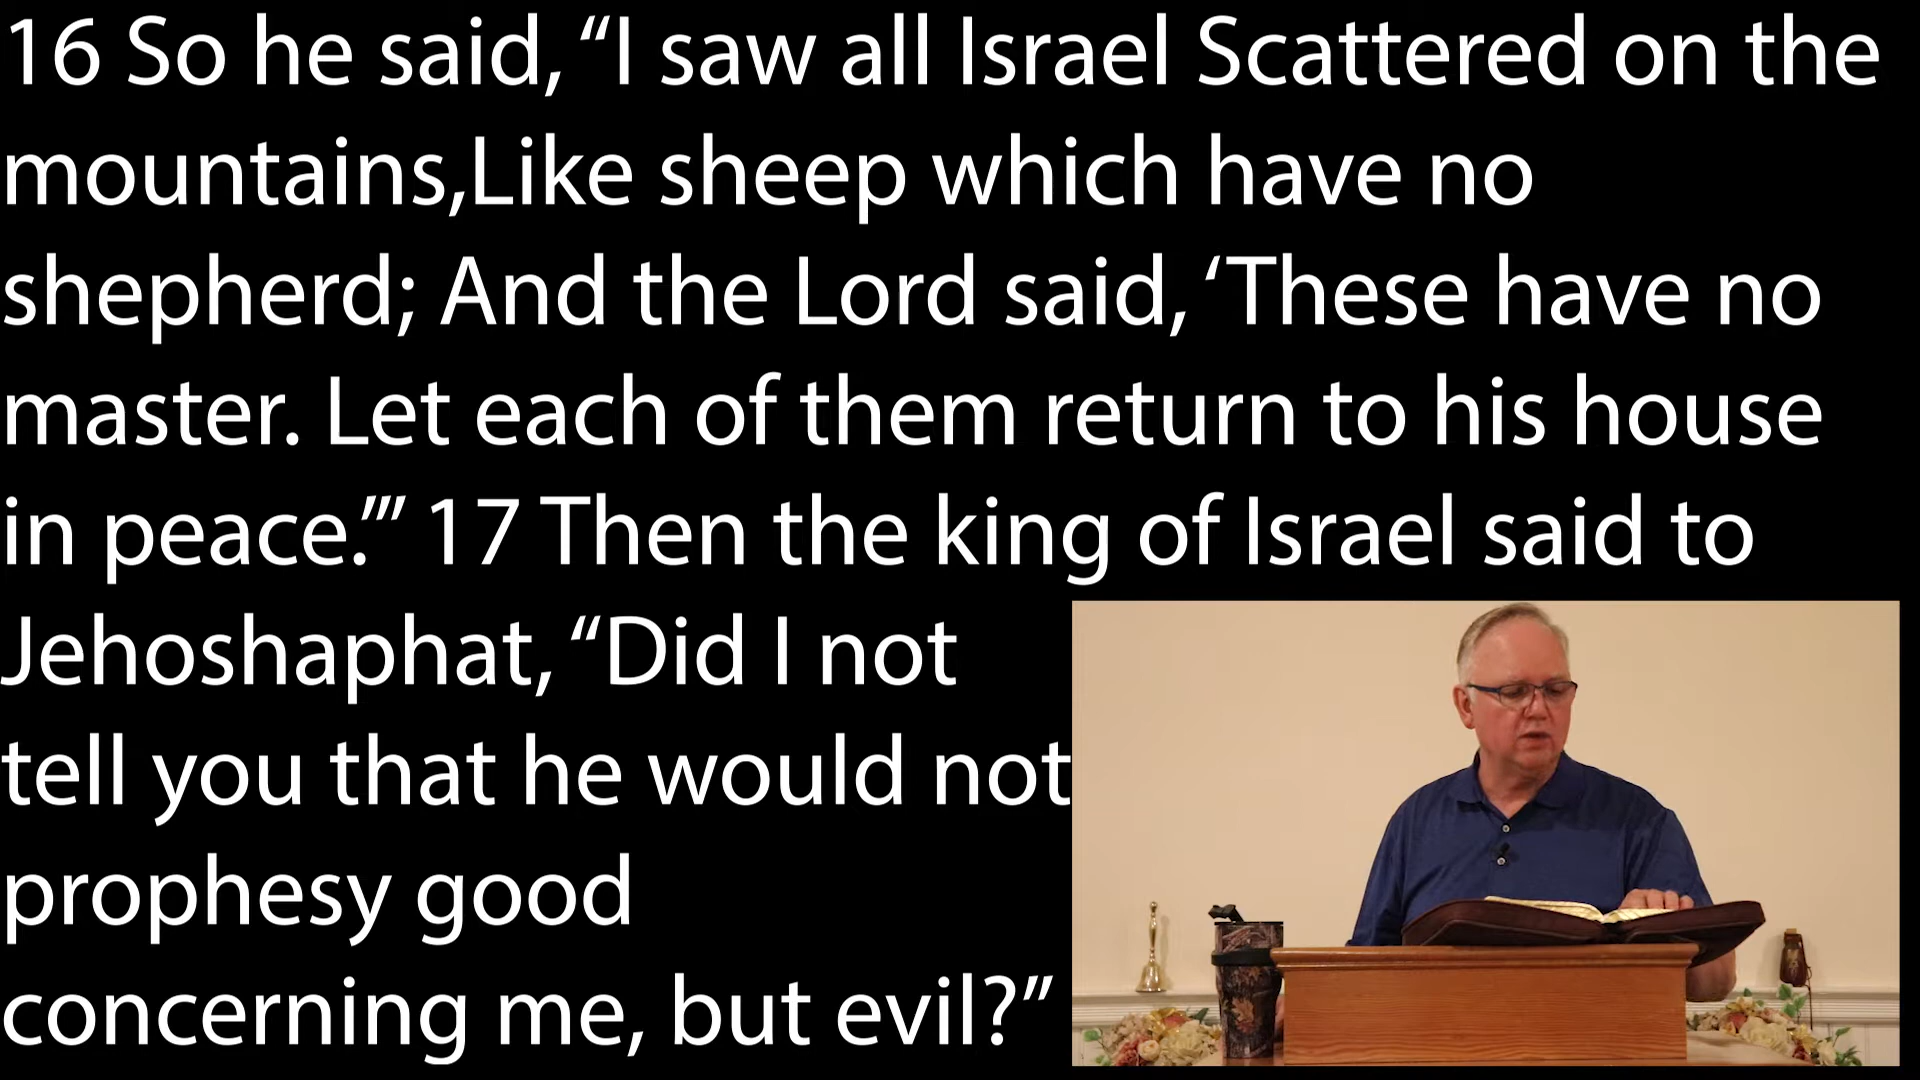 16 So he said, “I saw all Israel Scattered on the
mountains,Like sheep which have no
shepherd; And the Lord said, ‘These have no
master. Let each of them return to his house
in peace.’” 17 Then the king of Israel said to
Jehoshaphat, “Did I not
tell you that he would not
prophesy good
concerning me, but evil?”